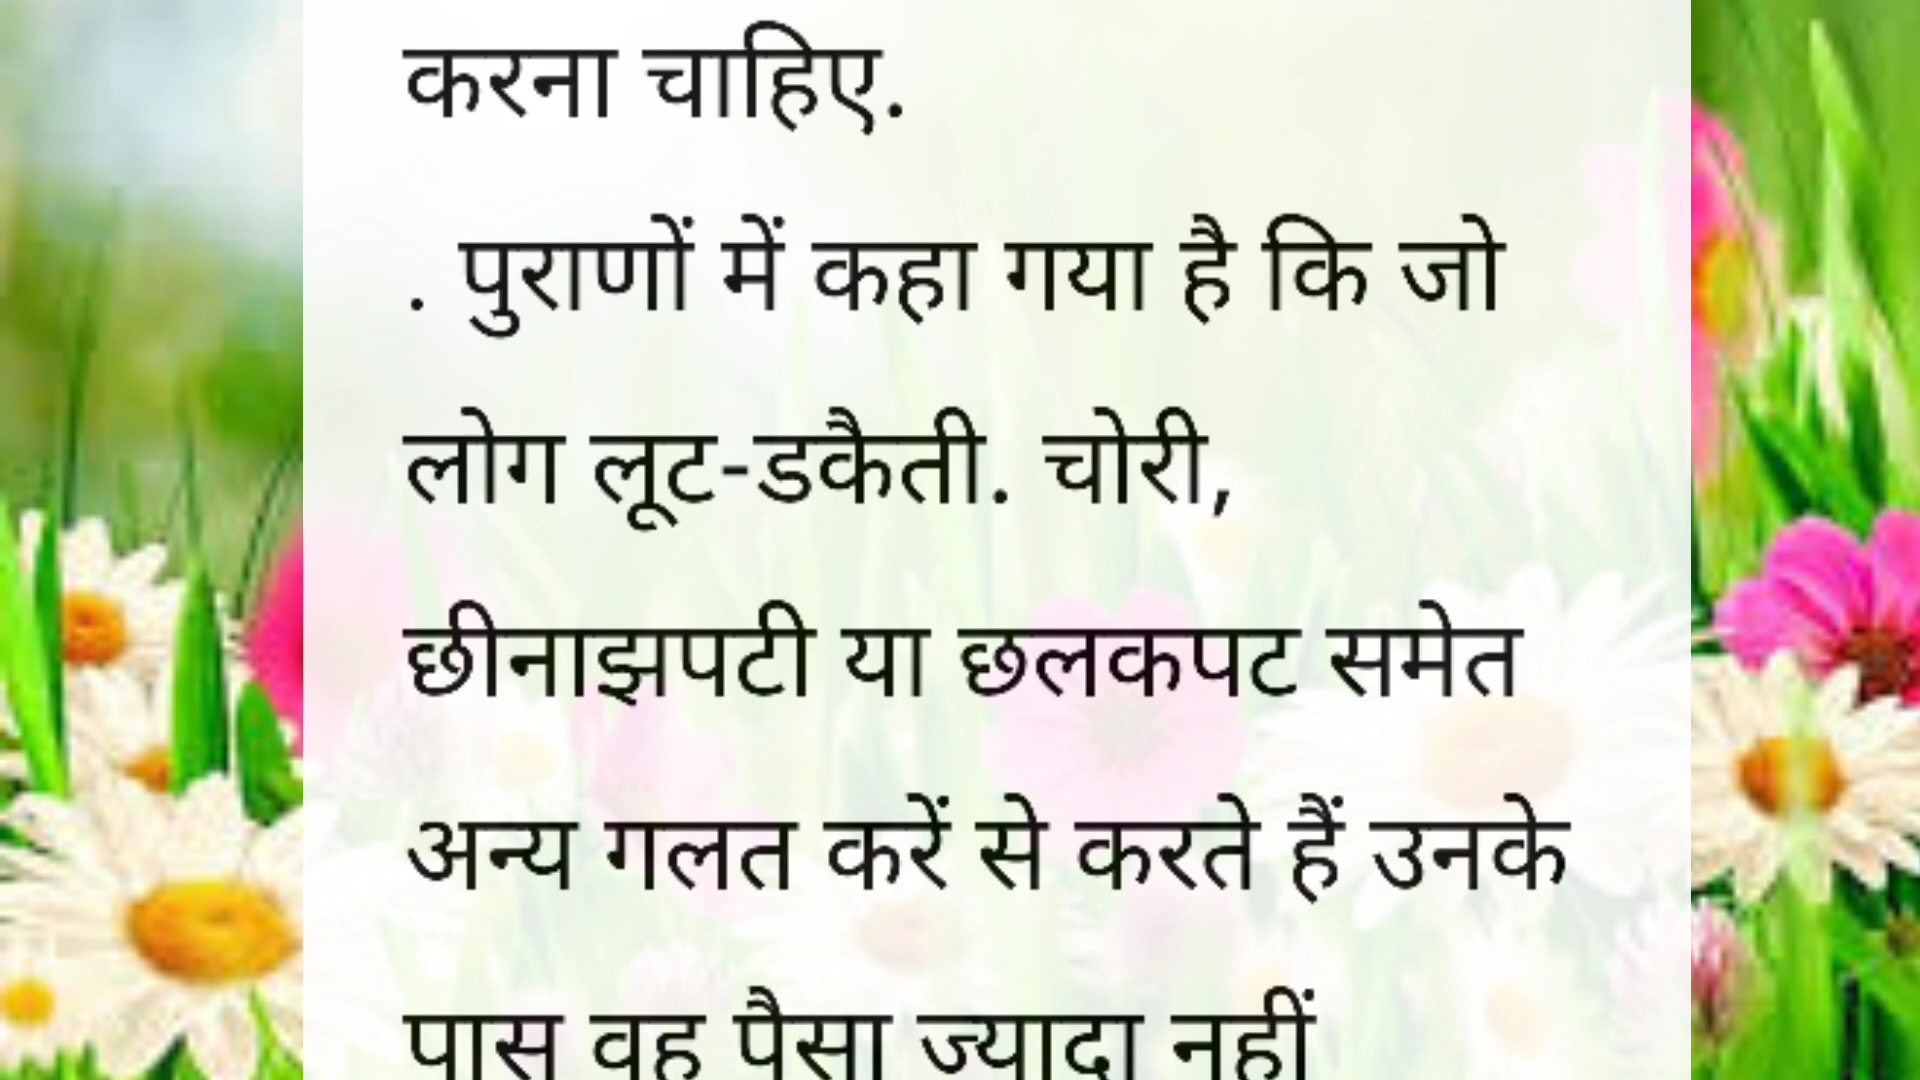 करना चाहिए.
. पुराणों में कहा गया है कि जो
लोग लूट-डकैती. चोरी,
छीनाझपटी या छलकपट समेत
अन्य गलत करें से करते हैं उनके
पास वह पैसा ज्यादा नहीं